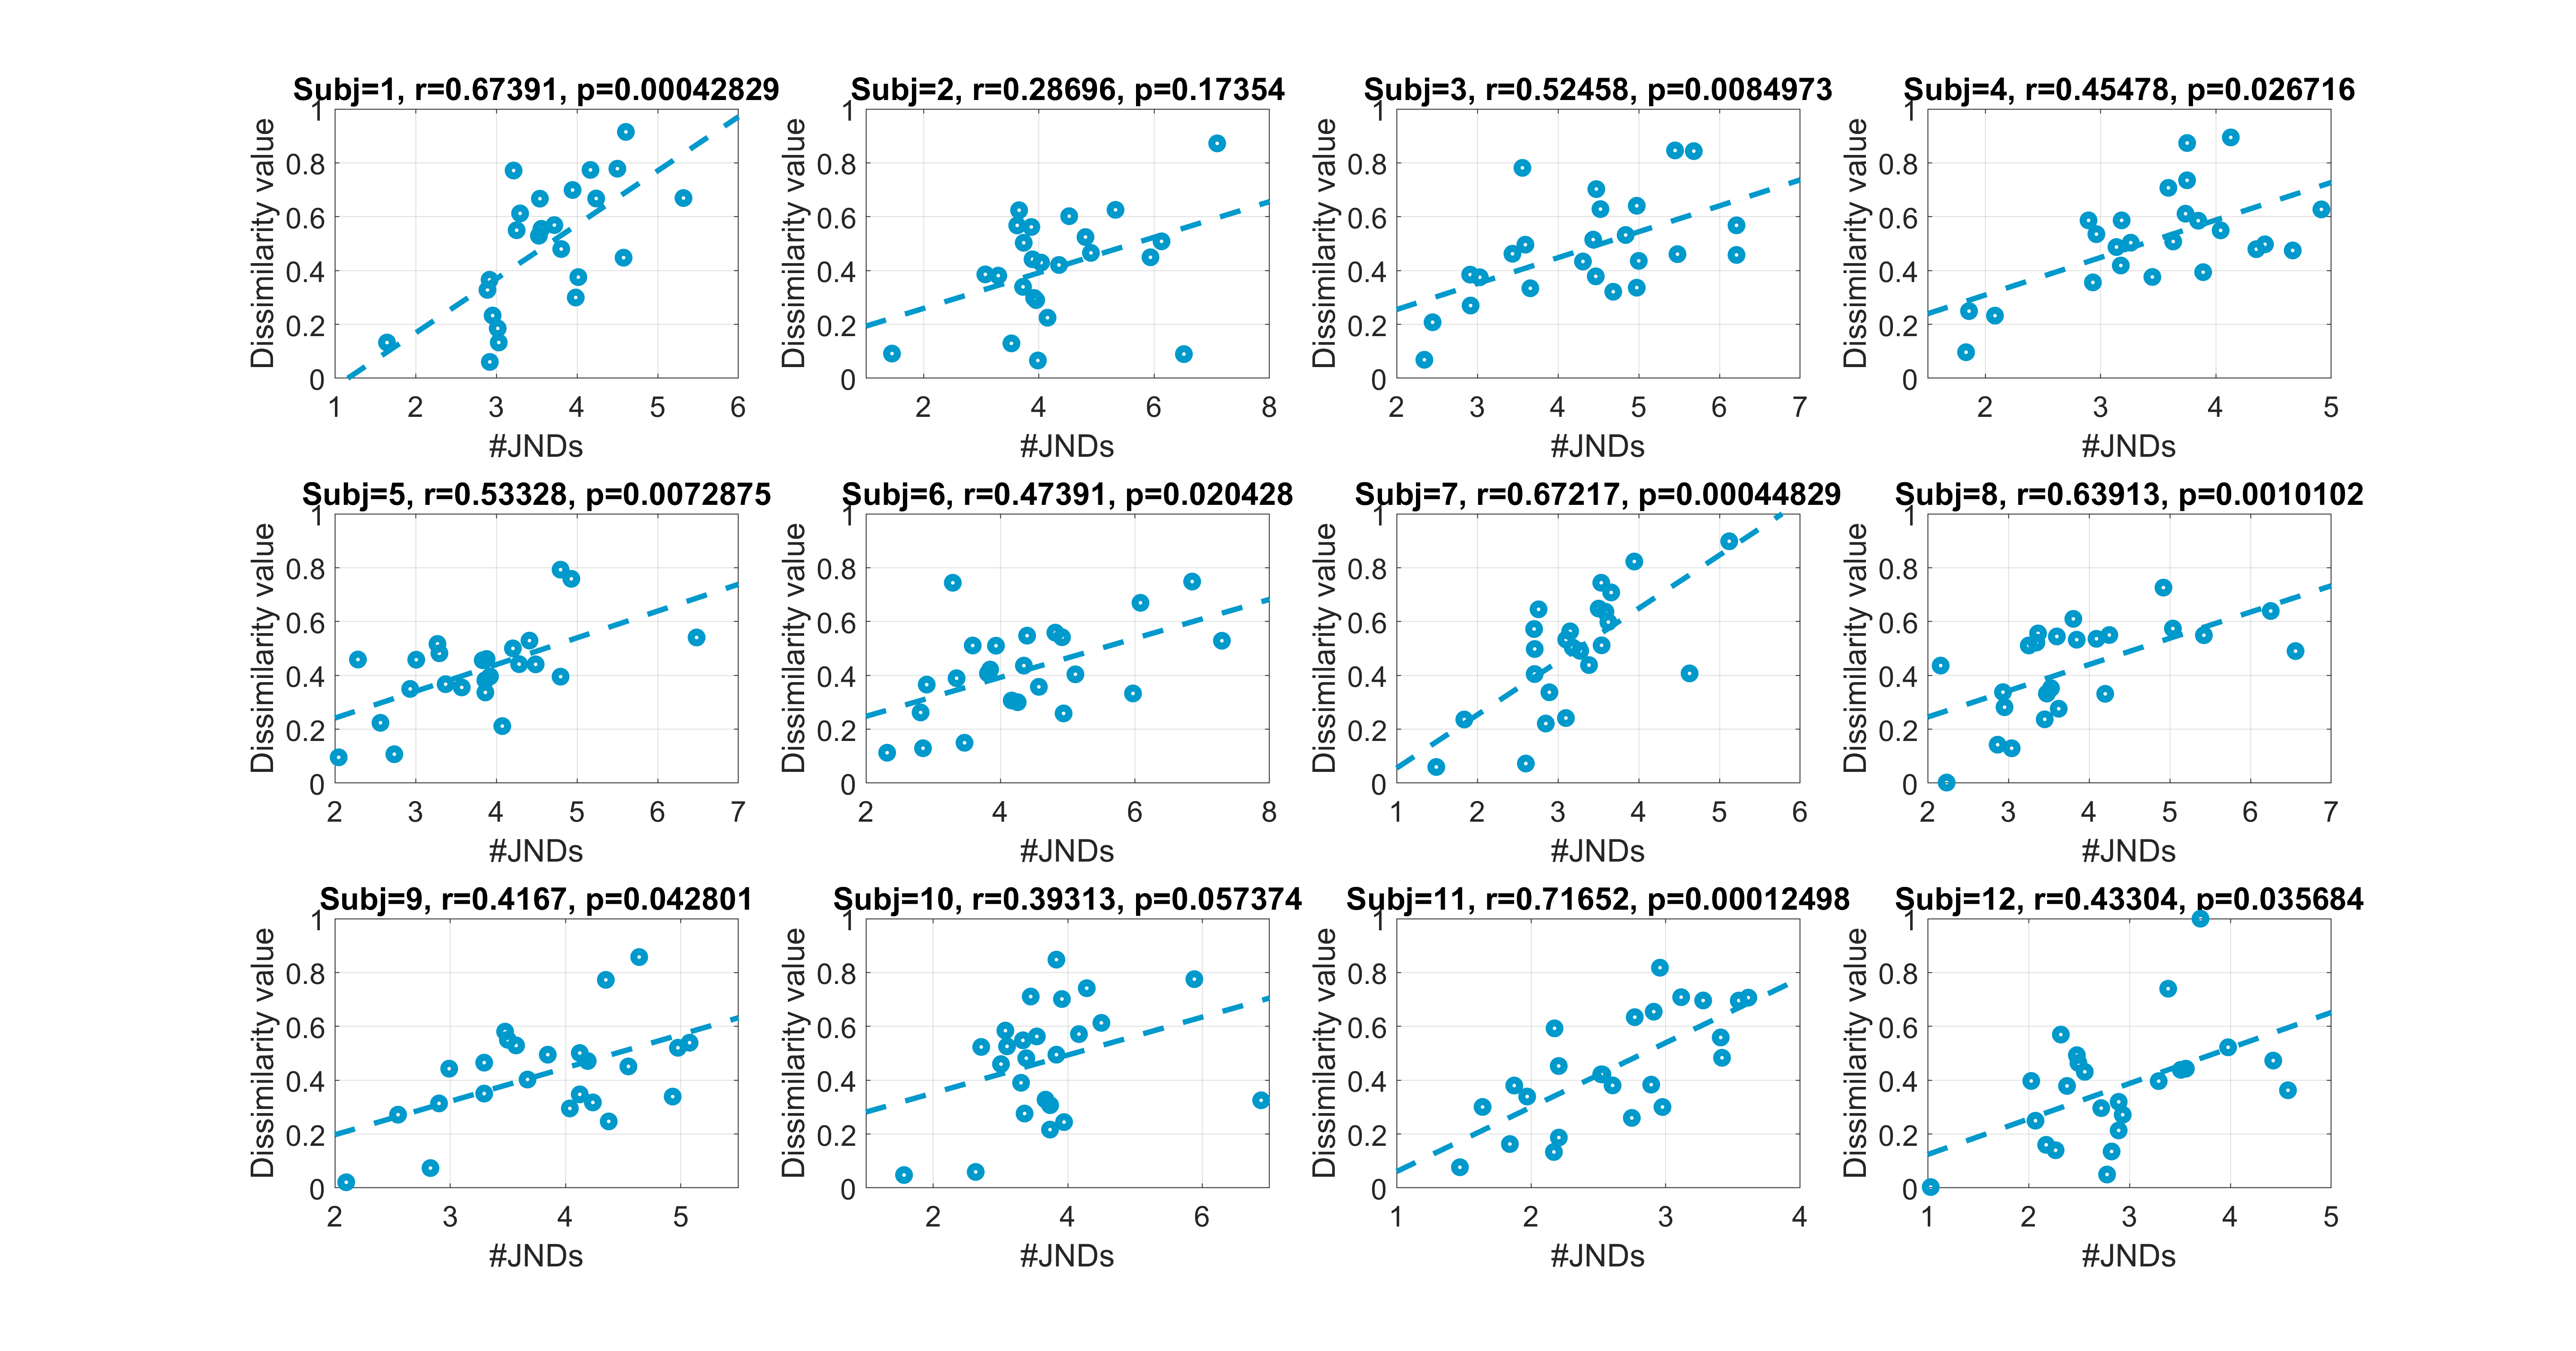 Subj=1, r=0.67391, p=0.00042829
Dissimilarity value
1
0.8
0.6
0.4
0.2
0
1 2 3 4 5 6
#JNDs
Subj=2, r=0.28696, p=0.17354
Dissimilarity value
1
0.8
0.6
0.4
0.2
0
2 4 6 8
#JNDs
Subj=3, r=0.52458, p=0.0084973
Dissimilarity value
1
0.8
0.6
0.4
0.2
0
2 3 4 5 6 7
#JNDs
Subj=4, r=0.45478, p=0.026716
Dissimilarity value
1
0.8
0.6
0.4
0.2
0
2 3 4 5
#JNDs
Subj=5, r=0.53328, p=0.0072875
Dissimilarity value
1
0.8
0.6
0.4
0.2
0
2 3 4 5 6 7
#JNDs
Subj=6, r=0.47391, p=0.020428
Dissimilarity value
1
0.8
0.6
0.4
0.2
0
2 4 6 8
#JNDs
Subj=7, r=0.67217, p=0.00044829
Dissimilarity value
1
0.8
0.6
0.4
0.2
0
1 2 3 4 5 6
#JNDs
Subj=8, r=0.63913, p=0.0010102
Dissimilarity value
1
0.8
0.6
0.4
0.2
0
2 3 4 5 6 7
#JNDs
Subj=9, r=0.4167, p=0.042801
Dissimilarity value
1
0.8
0.6
0.4
0.2
0
2 3 4 5
#JNDs
Subj=10, r=0.39313, p=0.057374
Dissimilarity value
1
0.8
0.6
0.4
0.2
0
2 4 6
#JNDs
Subj=11, r=0.71652, p=0.00012498
Dissimilarity value
1
0.8
0.6
0.4
0.2
0
1 2 3 4
#JNDs
Subj=12, r=0.43304, p=0.035684
Dissimilarity value
1
0.8
0.6
0.4
0.2
0
1 2 3 4 5
#JNDs